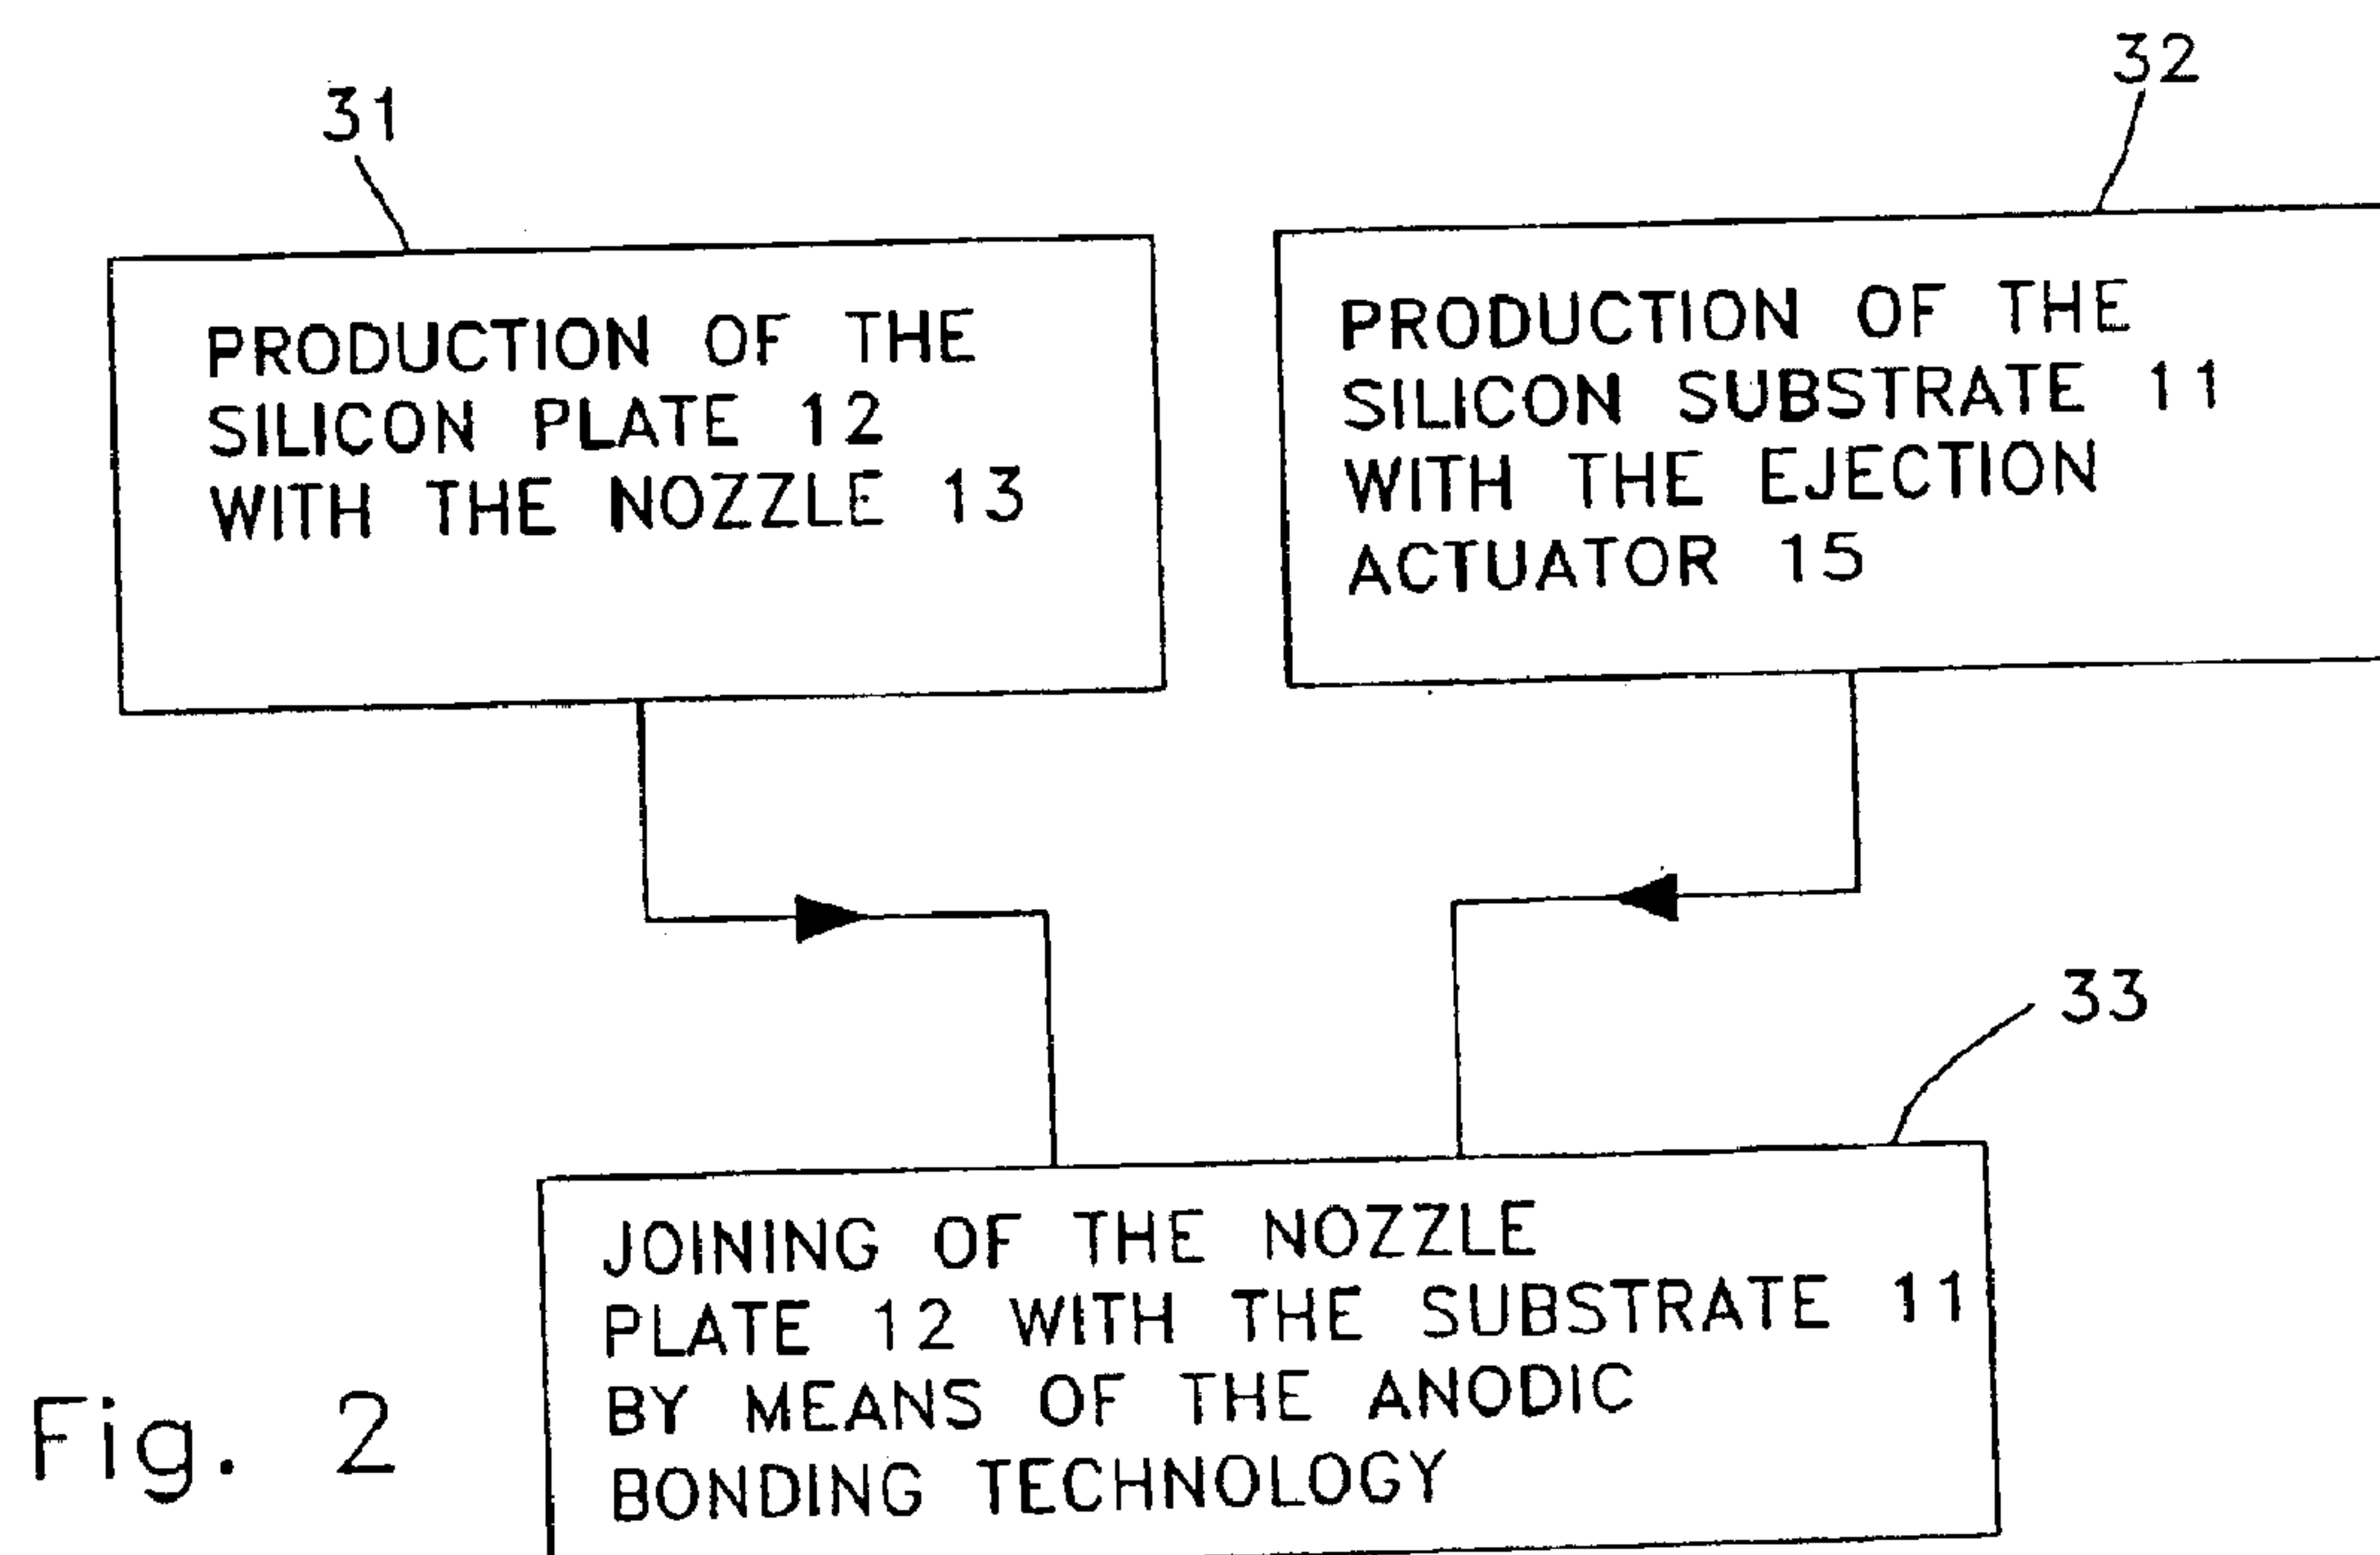 31
PRODUCTION OF THE
SILICON PLATE 12
WITH THE NOZZLE 13
32
PRODUCTION OF THE
SILICON SUBSTRATE 11
WITH THE EJECTION
ACTUATOR 15
33
JOINING OF THE NOZZLE
PLATE 12 WITH THE SUBSTRATE 11
BY MEANS OF THE ANODIC
BONDING TECHNOLOGY
Fig. 2